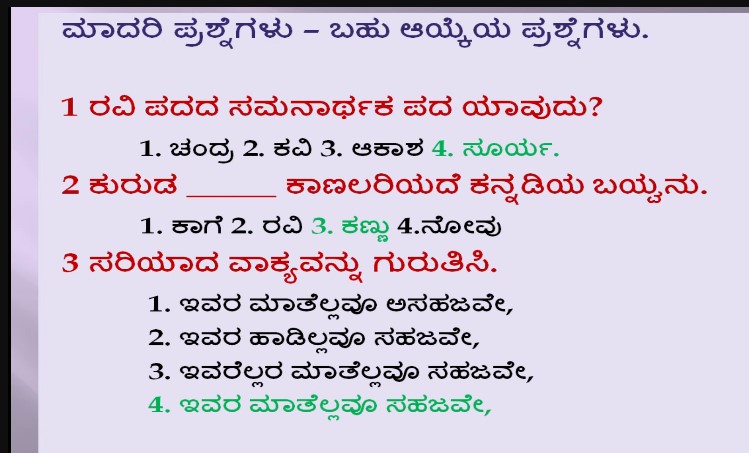 ಮಾದರಿ ಪ್ರಶ್ನೆಗಳು – ಬಹು ಆಯ್ಕೆಯ ಪ್ರಶ್ನೆಗಳು.
1 ರವಿ ಪದದ ಸಮನಾರ್ಥಕ ಪದ ಯಾವುದು?
1. ಚಂದ್ರ 2. ಕವಿ 3. ಆಕಾಶ 4. ಸೂರ್ಯ.
2 ಕುರುಡ ______ ಕಾಣಲರಿಯದೆ ಕನ್ನಡಿಯ ಬಯ್ವನು.
1. ಕಾಗೆ 2. ರವಿ 3. ಕಣ್ಣು 4.ನೋವು
3 ಸರಿಯಾದ ವಾಕ್ಯವನ್ನು ಗುರುತಿಸಿ.
1. ಇವರ ಮಾತೆಲ್ಲವೂ ಅಸಹಜವೇ,
2. ಇವರ ಹಾಡಿಲ್ಲವೂ ಸಹಜವೇ,
3. ಇವರೆಲ್ಲರ ಮಾತೆಲ್ಲವೂ ಸಹಜವೇ,
4. ಇವರ ಮಾತೆಲ್ಲವೂ ಸಹಜವೇ,